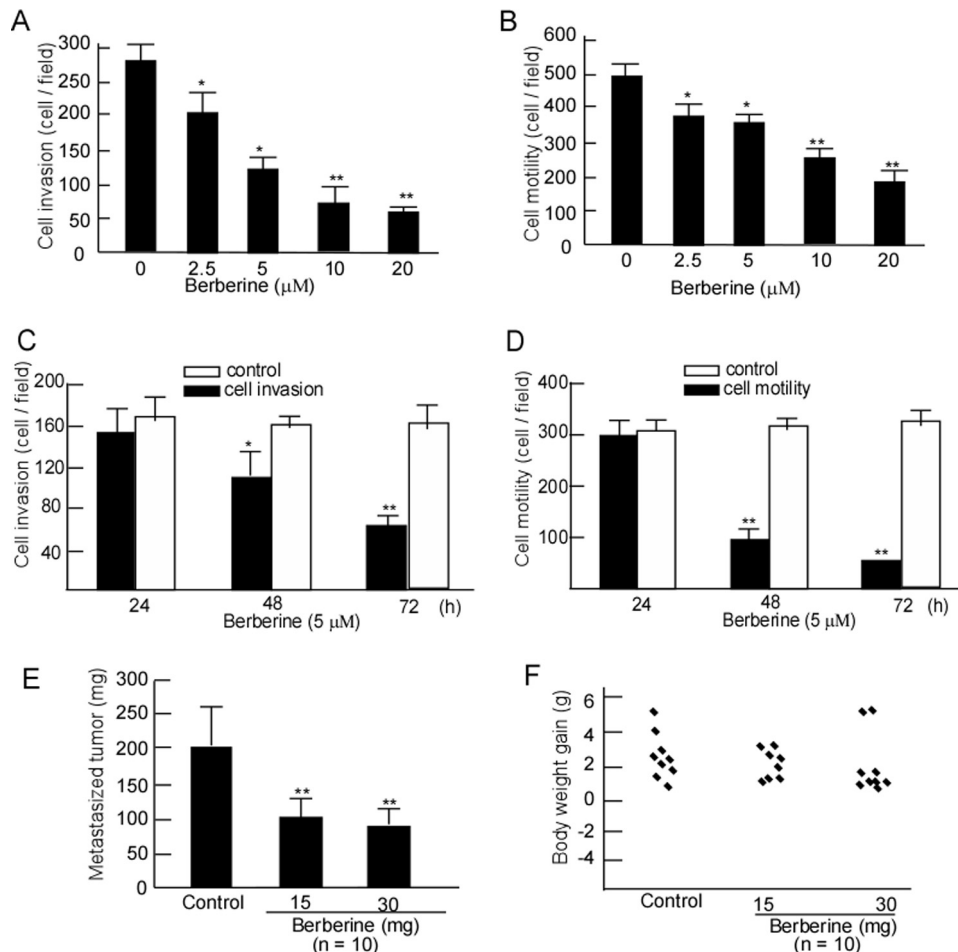 A
Cell invasion (cell / field)
300
250
200
150
100
50
0
*
*
**
**
0 2.5 5 10 20
Berberine (μM)
B
Cell motility (cell / field)
600
500
400
300
200
100
0
*
*
**
**
0 2.5 5 10 20
Berberine (μM)
C
control
cell invasion
Cell invasion (cell / field)
200
160
120
80
40
*
**
24 48 72 (h)
Berberine (5 μM)
D
control
cell motility
Cell motility (cell / field)
400
300
200
100
**
**
24 48 72 (h)
Berberine (5 μM)
E
Metastasized tumor (mg)
300
250
200
150
100
50
0
**
**
Control 15 30
Berberine (mg)
(n = 10)
F
Body weight gain (g)
6
4
2
0
-2
-4
Control 15 30
Berberine (mg)
(n = 10)